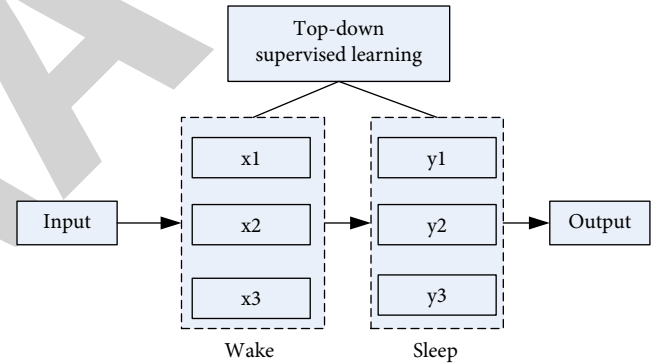 Top-down
supervised learning
x1
y1
Input
x2
y2
Output
x3
y3
Wake
Sleep